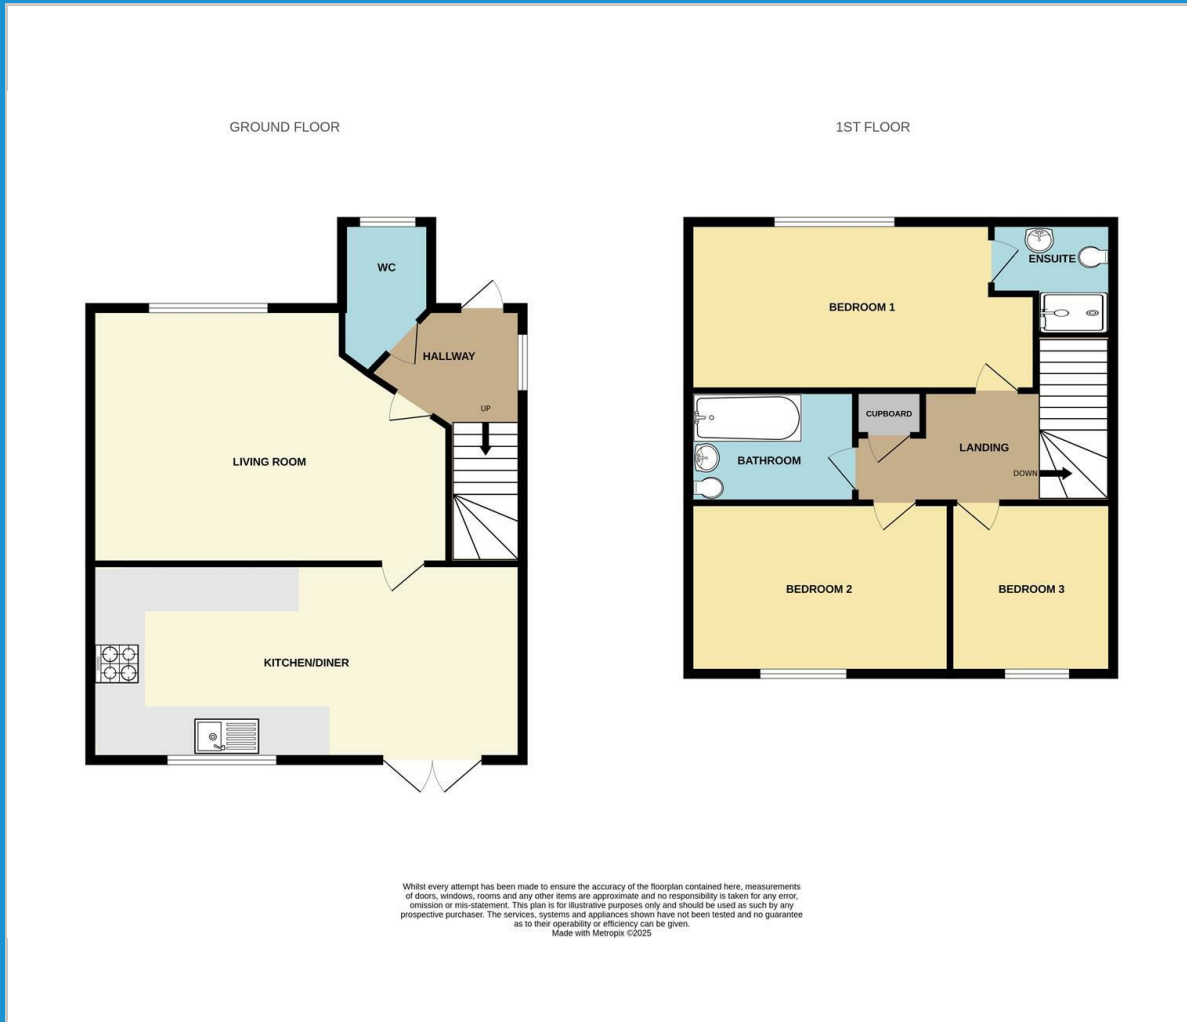 GROUND FLOOR
WC
HALLWAY
UP
LIVING ROOM
KITCHEN/DINER
1ST FLOOR
ENSUITE
BEDROOM 1
CUPBOARD
LANDING
BATHROOM
DOWN
BEDROOM 2
BEDROOM 3
Whilst every attempt has been made to ensure the accuracy of the floorplan contained here, measurements
of doors, windows, rooms and any other items are approximate and no responsibility is taken for any error,
omission or mis-statement. This plan is for illustrative purposes only and should be used as such by any
prospective purchaser. The services, systems and appliances shown have not been tested and no guarantee
as to their operability or efficiency can be given.
Made with Metropix ©2025